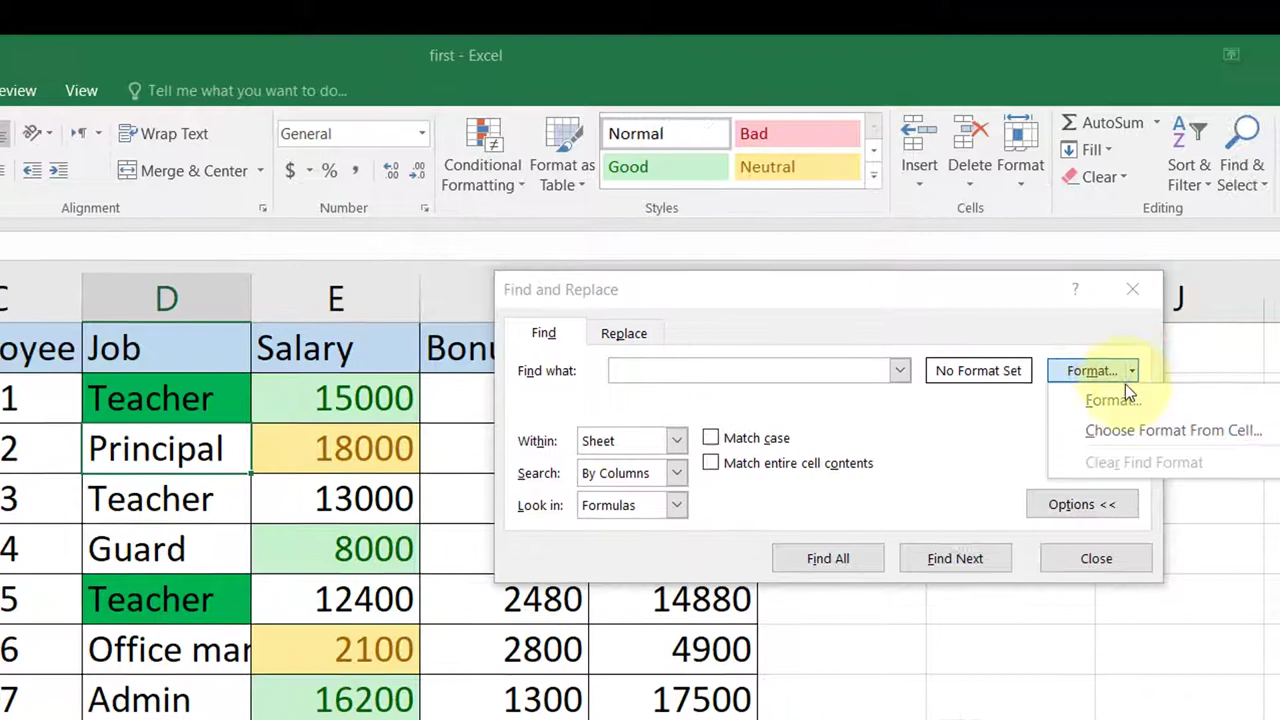 first - Excel
eview View Tell me what you want to do...
Wrap Text General Normal Bad AutoSum
Merge & Center $ % , Good Neutral Fill Clear
Conditional Formatting Format as Table Insert Delete Format Sort & Filter Find & Select
Alignment Number Styles Cells Editing
C D E J
oyee Job Salary Bonu
1 Teacher 15000
2 Principal 18000
3 Teacher 13000
4 Guard 8000
5 Teacher 12400 2480 14880
6 Office mar 2100 2800 4900
7 Admin 16200 1300 17500
Find and Replace ?
Find Replace
Find what: No Format Set Format...
Format...
Choose Format From Cell...
Clear Find Format
Within: Sheet Match case
Search: By Columns Match entire cell contents
Look in: Formulas Options <<
Find All Find Next Close